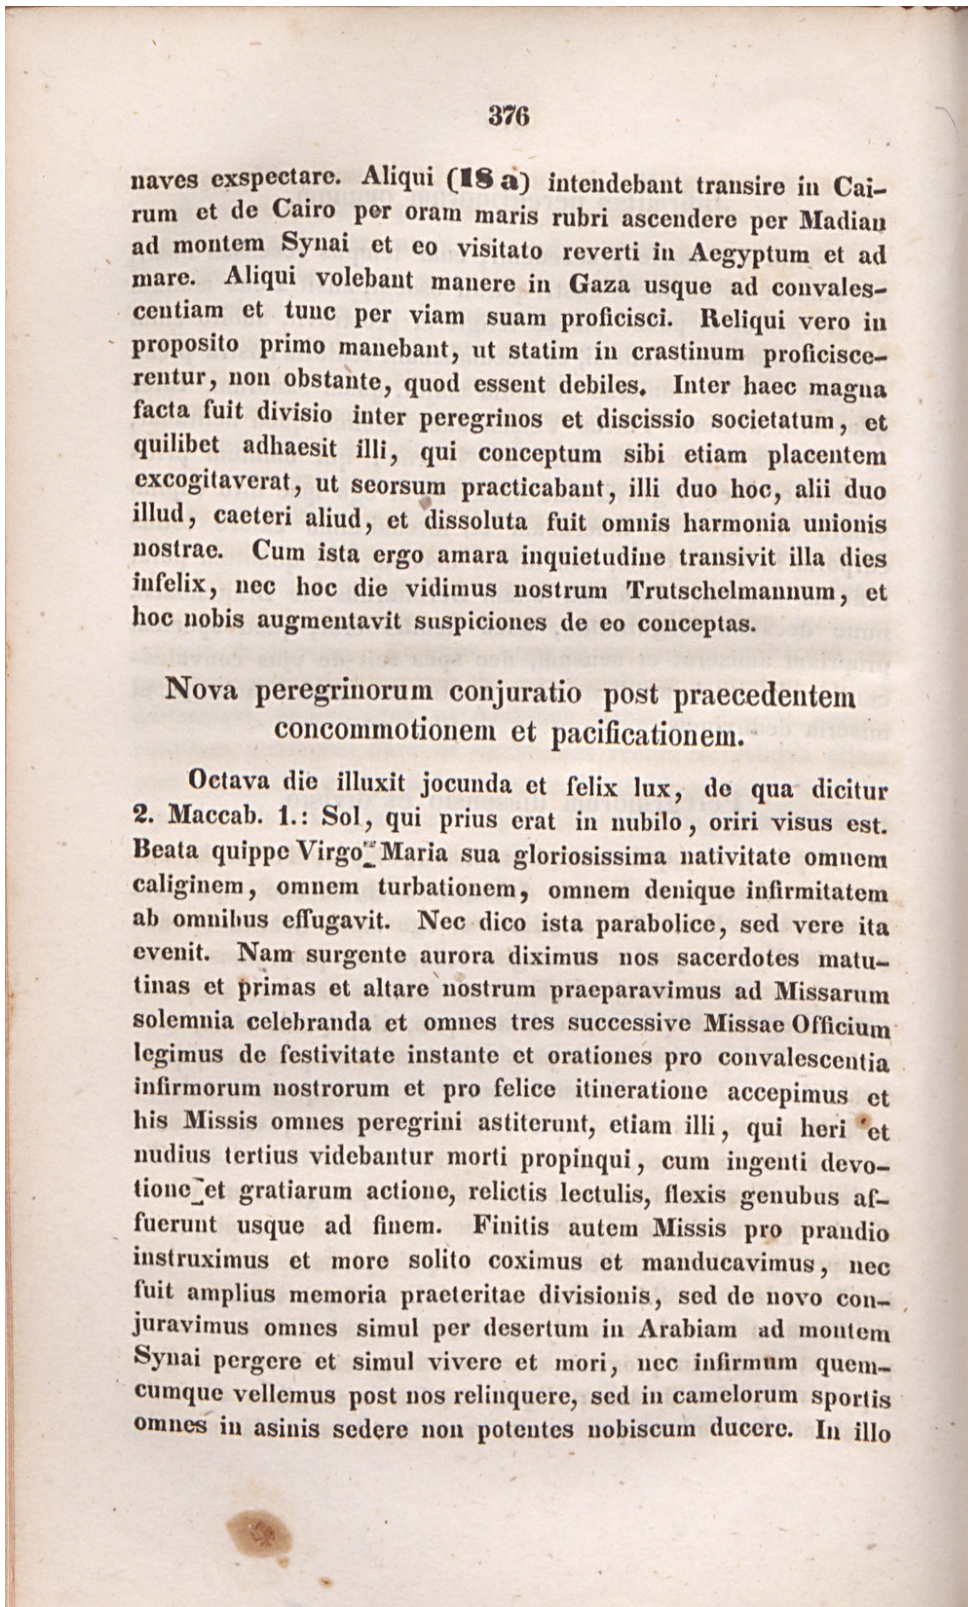 376
naves exspectare. Aliqui (18 a) intendebant transire in Cai-
rum et de Cairo per oram maris rubri ascendere per Madian
ad montem Synai et eo visitato reverti in Aegyptum et ad
mare. Aliqui volebant manere in Gaza usque ad convales-
centiam et tunc per viam suam proficisci. Reliqui vero in
proposito primo manebant, ut statim in crastinum proficisce-
rentur, non obstante, quod essent debiles. Inter haec magna
facta fuit divisio inter peregrinos et discissio societatum, et
quilibet adhaesit illi, qui conceptum sibi etiam placentem
excogitaverat, ut seorsum practicabant, illi duo hoc, alii duo
illud, caeteri aliud, et dissoluta fuit omnis harmonia unionis
nostrae. Cum ista ergo amara inquietudine transivit illa dies
infelix, nec hoc die vidimus nostrum Trutschelmannum, et
hoc nobis augmentavit suspiciones de eo conceptas.
Nova peregrinorum conjuratio post praecedentem
concommotionem et pacificationem.
Octava die illuxit jocunda et felix lux, de qua dicitur
2. Maccab. 1.: Sol, qui prius erat in nubilo, oriri visus est.
Beata quippe Virgo Maria sua gloriosissima nativitate omnem
caliginem, omnem turbationem, omnem denique infirmitatem
ab omnibus effugavit. Nec dico ista parabolice, sed vere ita
evenit. Nam surgente aurora diximus nos sacerdotes matu-
tinas et primas et altare nostrum praeparavimus ad Missarum
solemnia celebranda et omnes tres successive Missae Officium
legimus de festivitate instante et orationes pro convalescentia
infirmorum nostrorum et pro felice itineratione accepimus et
his Missis omnes peregrini astiterunt, etiam illi, qui heri et
nudius tertius videbantur morti propinqui, cum ingenti devo-
tione et gratiarum actione, relictis lectulis, flexis genubus af-
fuerunt usque ad finem. Finitis autem Missis pro prandio
instruximus et more solito coximus et manducavimus, nec
fuit amplius memoria praeteritae divisionis, sed de novo con-
juravimus omnes simul per desertum in Arabiam ad montem
Synai pergere et simul vivere et mori, nec infirmum quem-
cumque vellemus post nos relinquere, sed in camelorum sportis
omnes in asinis sedere non potentes nobiscum ducere. In illo